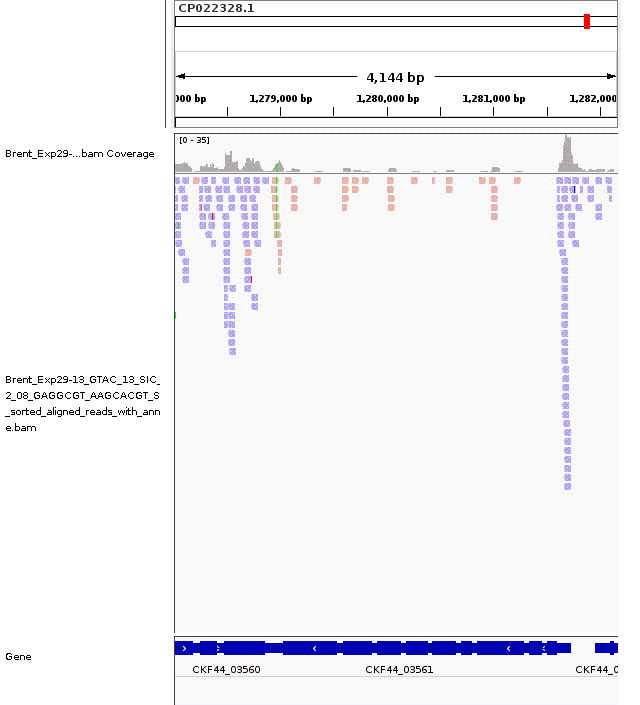 CP022328.1
4,144 bp
000 bp 1,279,000 bp 1,280,000 bp 1,281,000 bp 1,282,000
[0 - 35]
Brent_Exp29-...bam Coverage
Brent_Exp29-13_GTAC_13_SIC_
2_08_GAGGCGT_AAGCACGT_S
_sorted_aligned_reads_with_ann
e.bam
Gene
CKF44_03560 CKF44_03561 CKF44_0